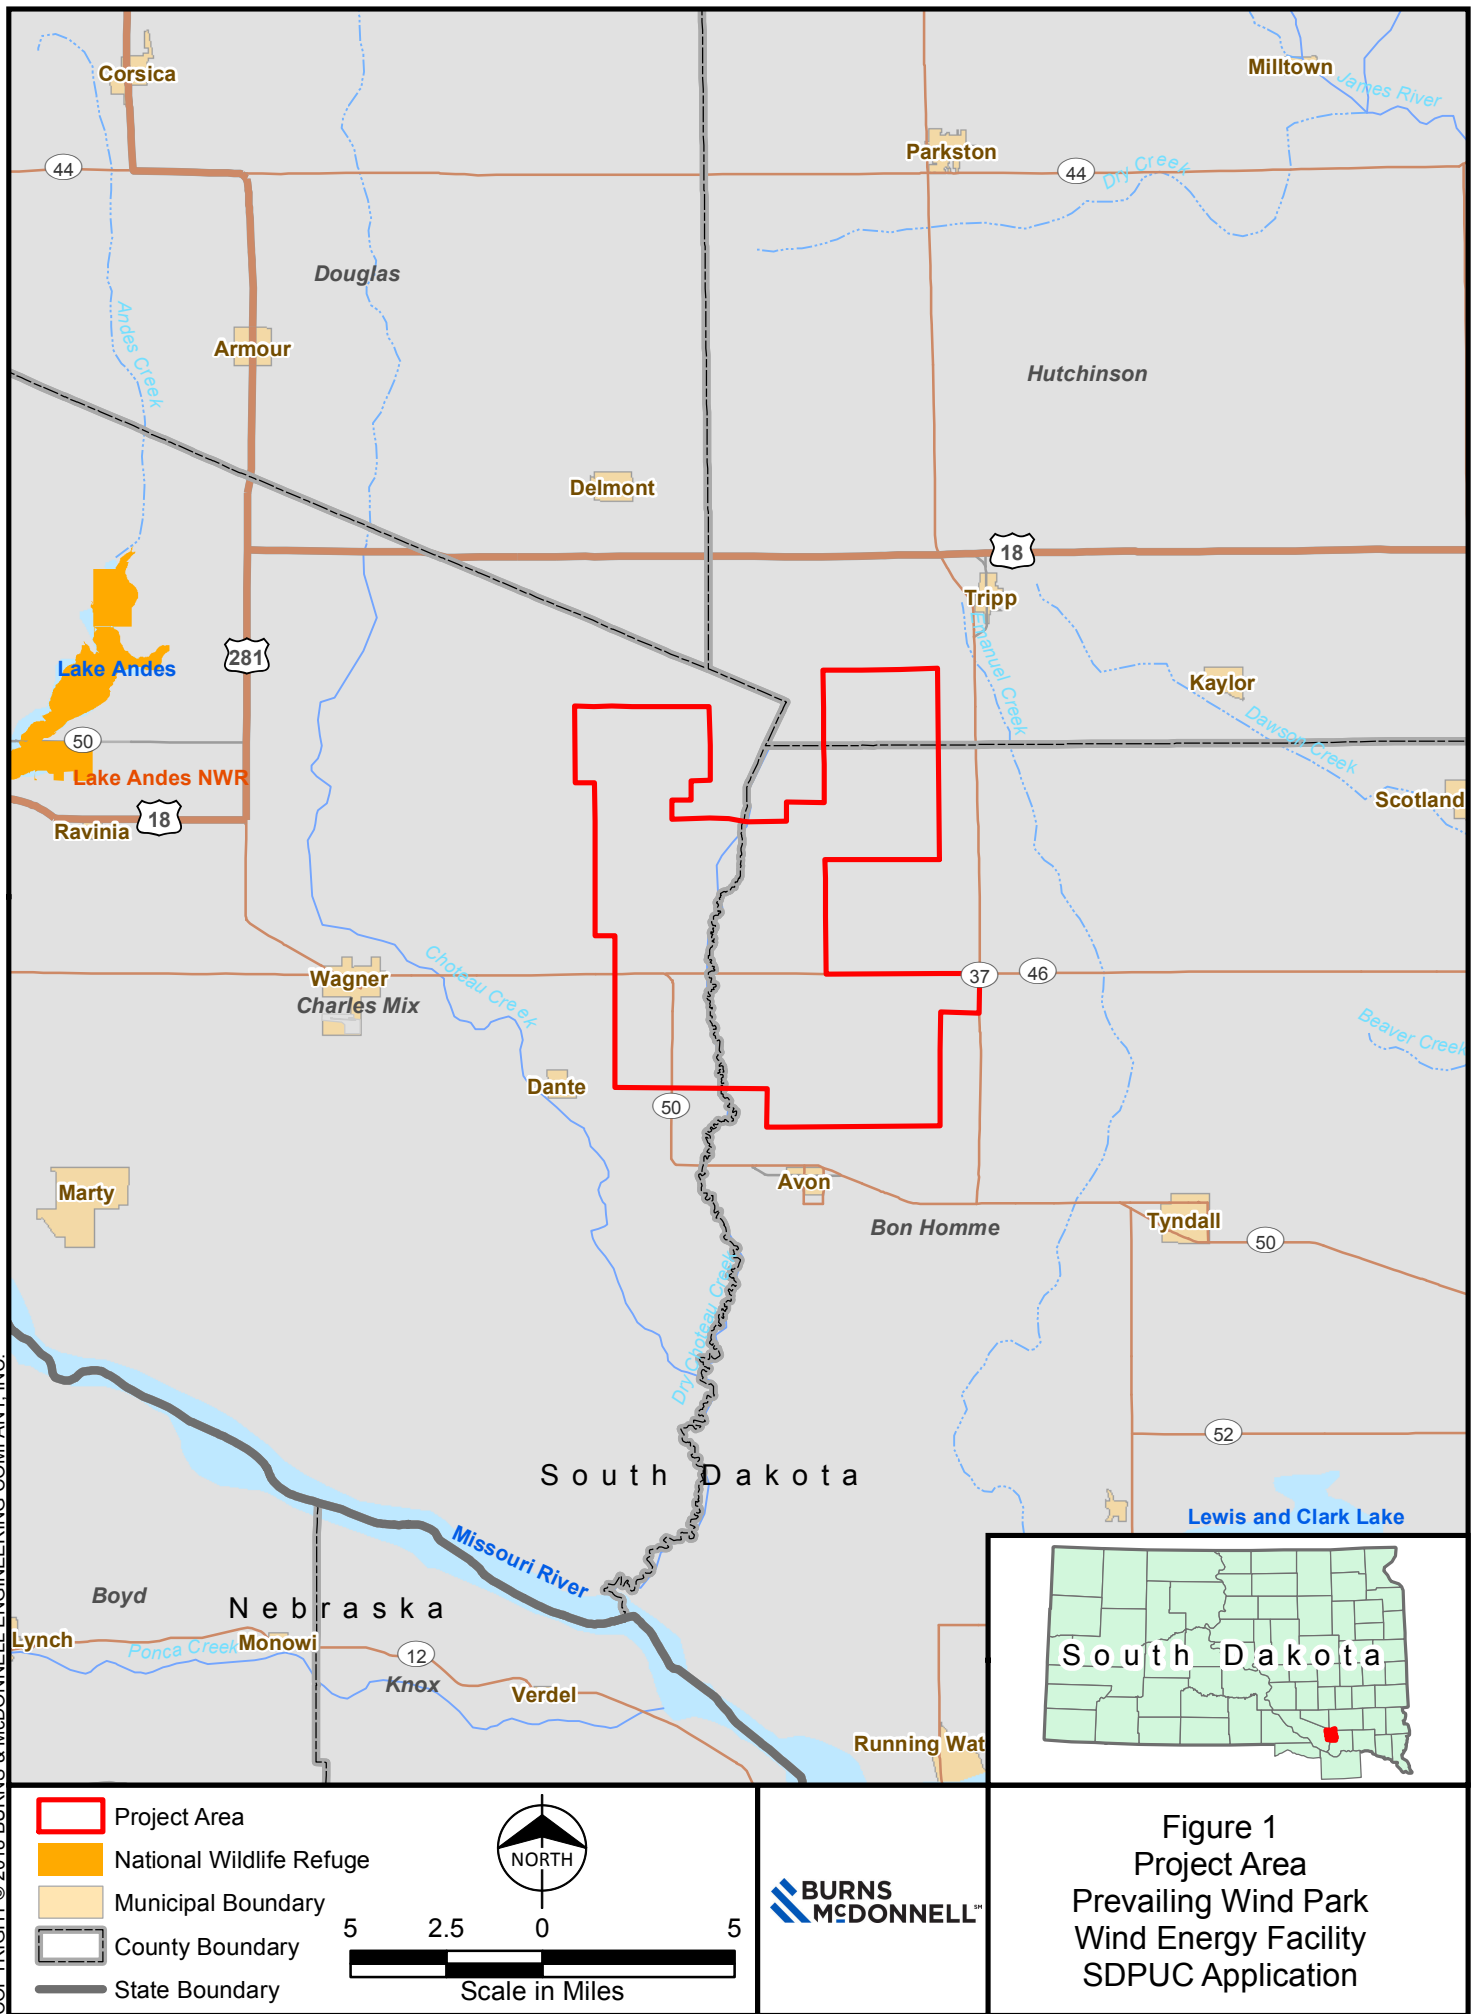 Corsica
Milltown
James River
Parkston
44
44
Dry Creek
Douglas
Andes Creek
Armour
Hutchinson
Delmont
18
Tripp
Emanuel Creek
281
Lake Andes
Kaylor
Dawson Creek
50
Lake Andes NWR
18
Ravinia
Scotland
Choteau Creek
Wagner
Charles Mix
37
46
Beaver Creek
Dante
50
Marty
Avon
Tyndall
Bon Homme
50
Dry Choteau Creek
52
South Dakota
Lewis and Clark Lake
Missouri River
Boyd
Nebraska
Lynch
Ponca Creek
Monowi
12
Knox
Verdel
Running Wat
South Dakota
Project Area
National Wildlife Refuge
Municipal Boundary
County Boundary
State Boundary
NORTH
5 2.5 0 5
Scale in Miles
BURNS
McDONNELL℠
Figure 1
Project Area
Prevailing Wind Park
Wind Energy Facility
SDPUC Application